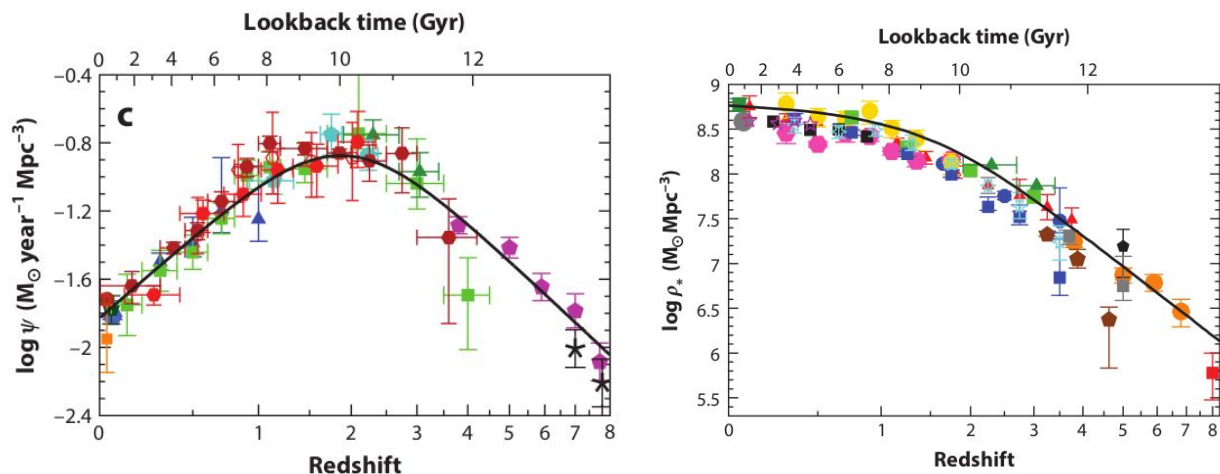 Lookback time (Gyr)
0 2 4 6 8 10 12
c
log ψ (M⊙ year⁻¹ Mpc⁻³)
−0.4
−0.8
−1.2
−1.6
−2
−2.4
0 1 2 3 4 5 6 7 8
Redshift
Lookback time (Gyr)
0 2 4 6 8 10 12
log ρ* (M⊙ Mpc⁻³)
9
8.5
8
7.5
7
6.5
6
5.5
0 1 2 3 4 5 6 7 8
Redshift